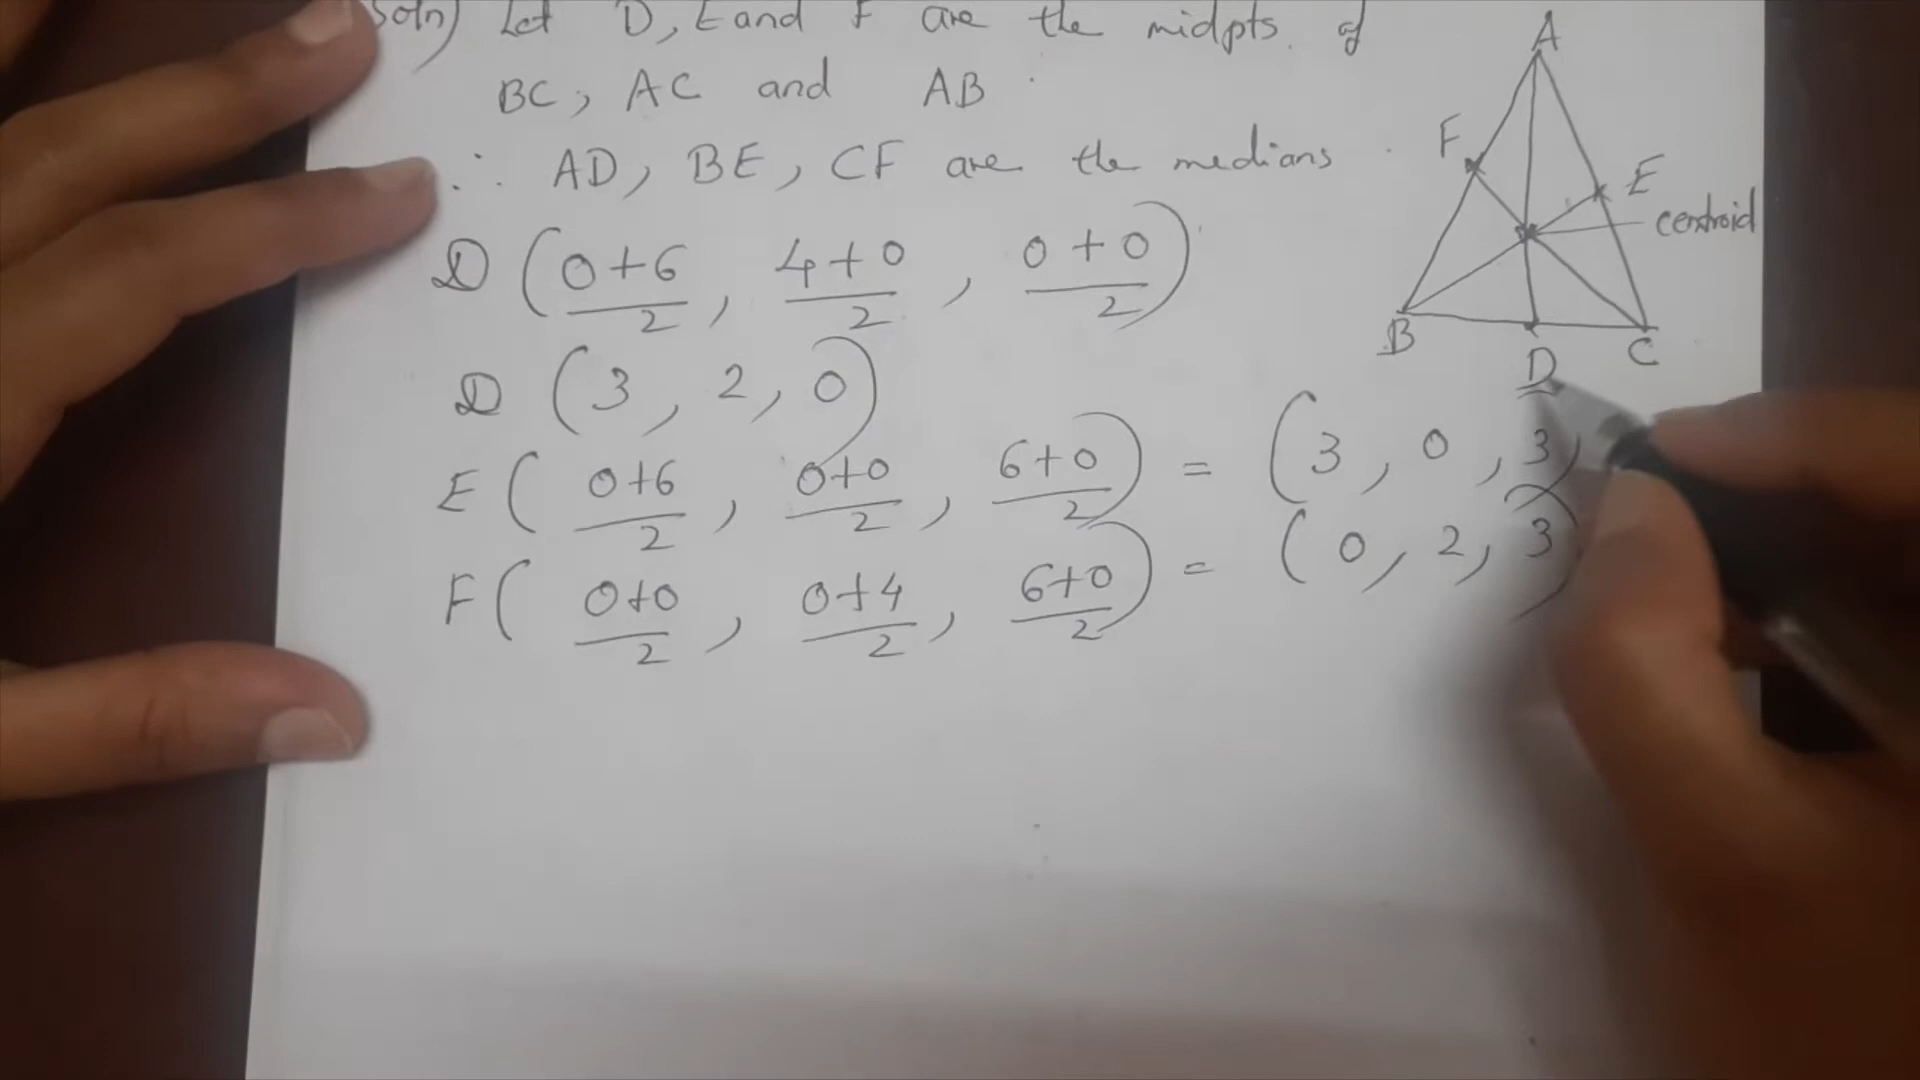 Soln) Let D, E and F are the midpts. of
BC, AC and AB.
∴ AD, BE, CF are the medians.
D (0+6/2, 4+0/2, 0+0/2)
D (3, 2, 0)
E (0+6/2, 0+0/2, 6+0/2) = (3, 0, 3)
F (0+0/2, 0+4/2, 6+0/2) = (0, 2, 3)
A
F
E
centroid
B
D
C